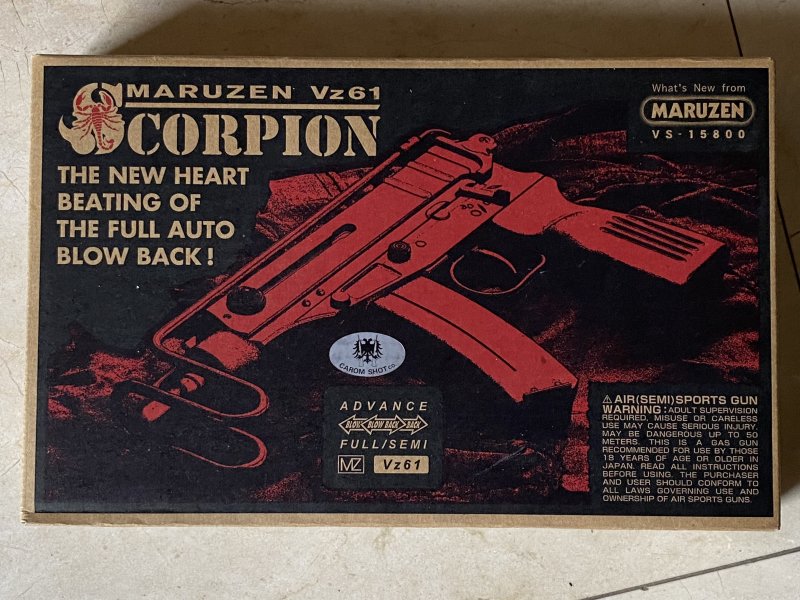 MARUZEN Vz61
SCORPION
THE NEW HEART
BEATING OF
THE FULL AUTO
BLOW BACK!
What's New from
MARUZEN
VS-15800
CAROM SHOT CO.
ADVANCE
BLOW BLOW BACK BACK
FULL/SEMI
MZ Vz61
⚠AIR(SEMI)SPORTS GUN
WARNING: ADULT SUPERVISION
REQUIRED, MISUSE OR CARELESS
USE MAY CAUSE SERIOUS INJURY,
MAY BE DANGEROUS UP TO 50
METERS. THIS IS A GAS GUN
RECOMMENDED FOR USE BY THOSE
18 YEARS OF AGE OR OLDER IN
JAPAN. READ ALL INSTRUCTIONS
BEFORE USING. THE PURCHASER
AND USER SHOULD CONFORM TO
ALL LAWS GOVERNING USE AND
OWNERSHIP OF AIR SPORTS GUNS.